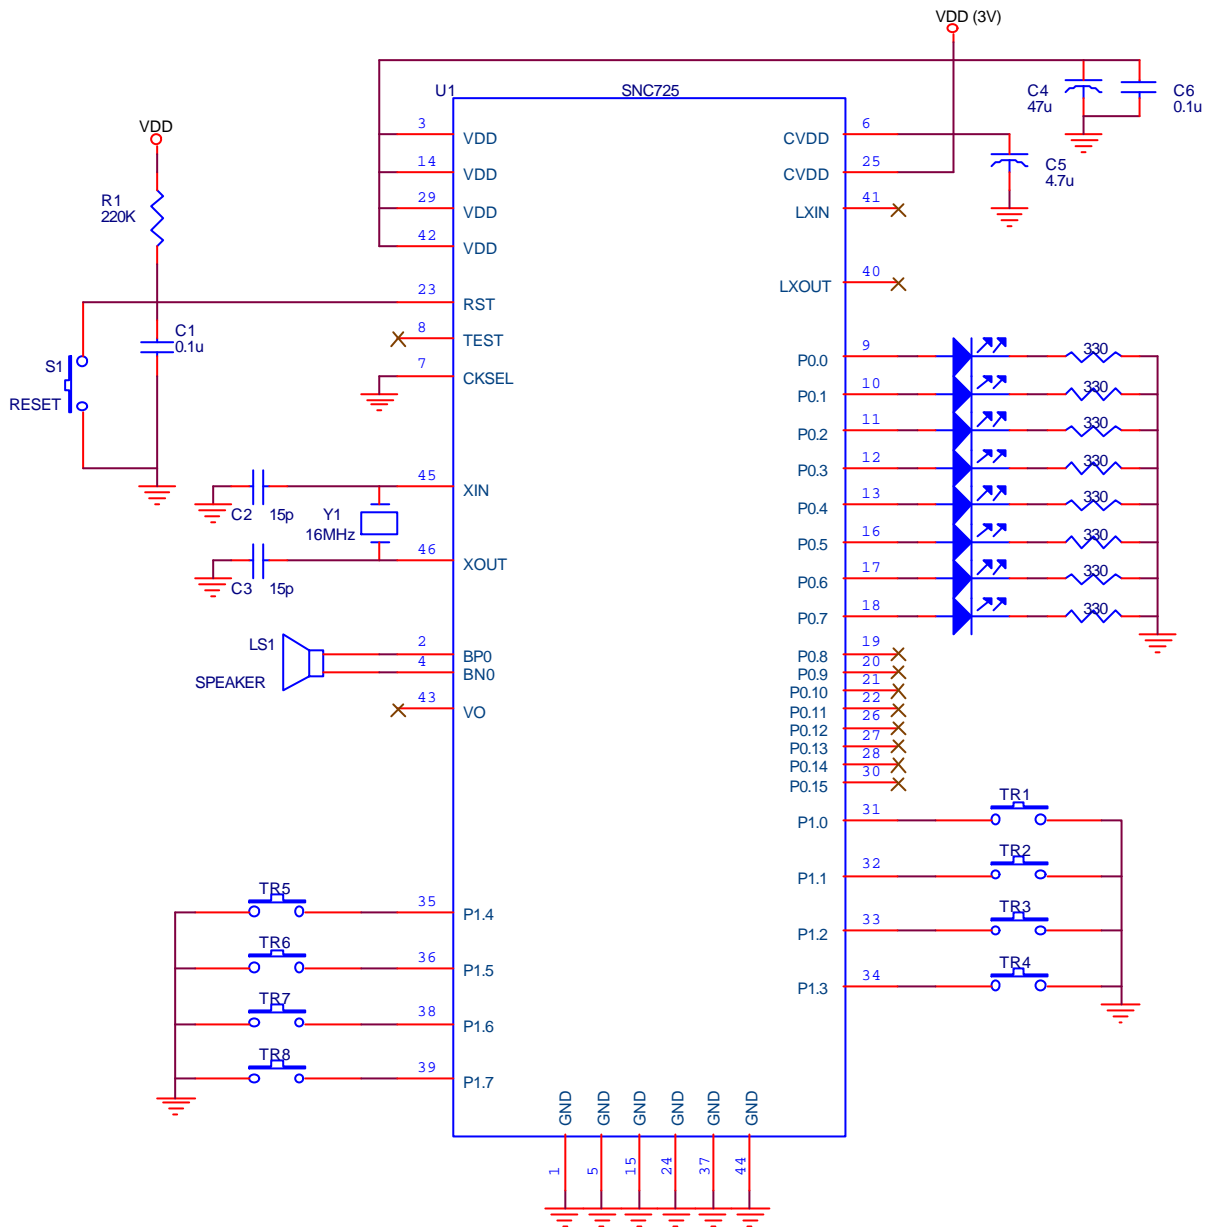 VDD (3V)
U1
SNC725
C4
47u
C6
0.1u
VDD
R1
220K
3
VDD
14
VDD
29
VDD
42
VDD
6
CVDD
25
CVDD
C5
4.7u
41
LXIN
40
LXOUT
23
RST
8
TEST
7
CKSEL
C1
0.1u
S1
RESET
45
XIN
C2 15p
Y1
16MHz
46
XOUT
C3 15p
LS1
SPEAKER
2
BP0
4
BN0
43
VO
9
P0.0
330
10
P0.1
330
11
P0.2
330
12
P0.3
330
13
P0.4
330
16
P0.5
330
17
P0.6
330
18
P0.7
330
19
P0.8
20
P0.9
21
P0.10
22
P0.11
26
P0.12
27
P0.13
28
P0.14
30
P0.15
31
P1.0
TR1
32
P1.1
TR2
33
P1.2
TR3
34
P1.3
TR4
TR5
35
P1.4
TR6
36
P1.5
TR7
38
P1.6
TR8
39
P1.7
GND
GND
GND
GND
GND
GND
1
5
15
24
37
44